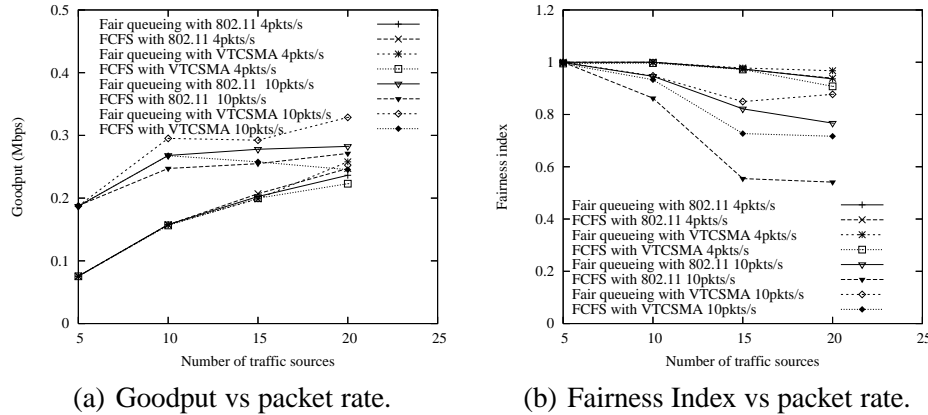 0.5
0.4
0.3
0.2
0.1
0
5
10
15
20
25
Goodput (Mbps)
Number of traffic sources
Fair queueing with 802.11 4pkts/s
FCFS with 802.11 4pkts/s
Fair queueing with VTCSMA 4pkts/s
FCFS with VTCSMA 4pkts/s
Fair queueing with 802.11 10pkts/s
FCFS with 802.11 10pkts/s
Fair queueing with VTCSMA 10pkts/s
FCFS with VTCSMA 10pkts/s
(a) Goodput vs packet rate.
1.2
1
0.8
0.6
0.4
0.2
0
5
10
15
20
25
Fairness index
Number of traffic sources
Fair queueing with 802.11 4pkts/s
FCFS with 802.11 4pkts/s
Fair queueing with VTCSMA 4pkts/s
FCFS with VTCSMA 4pkts/s
Fair queueing with 802.11 10pkts/s
FCFS with 802.11 10pkts/s
Fair queueing with VTCSMA 10pkts/s
FCFS with VTCSMA 10pkts/s
(b) Fairness Index vs packet rate.